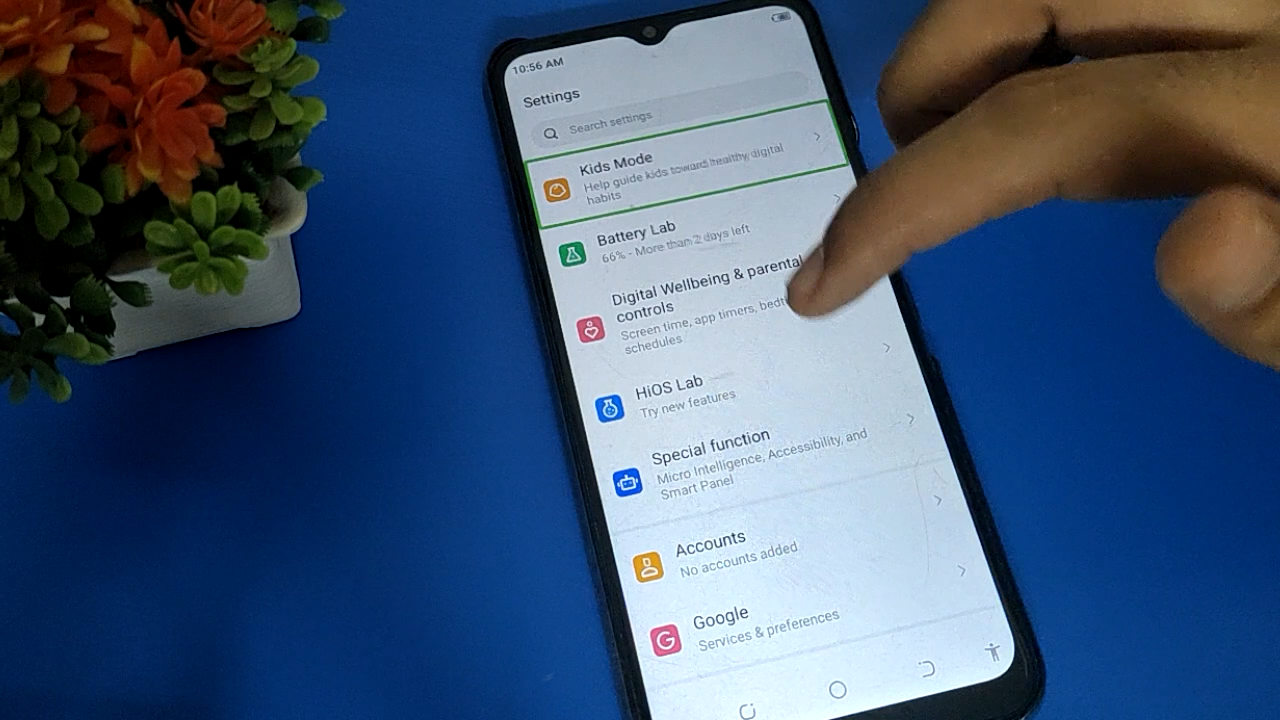 10:56 AM
Settings
Search settings
Kids Mode
Help guide kids toward healthy digital
habits
Battery Lab
66% - More than 2 days left
Digital Wellbeing & parental
controls
Screen time, app timers,
schedules
HiOS Lab
Try new features
Special function
Micro Intelligence, Accessibility, and
Smart Panel
Accounts
No accounts added
Google
Services & preferences